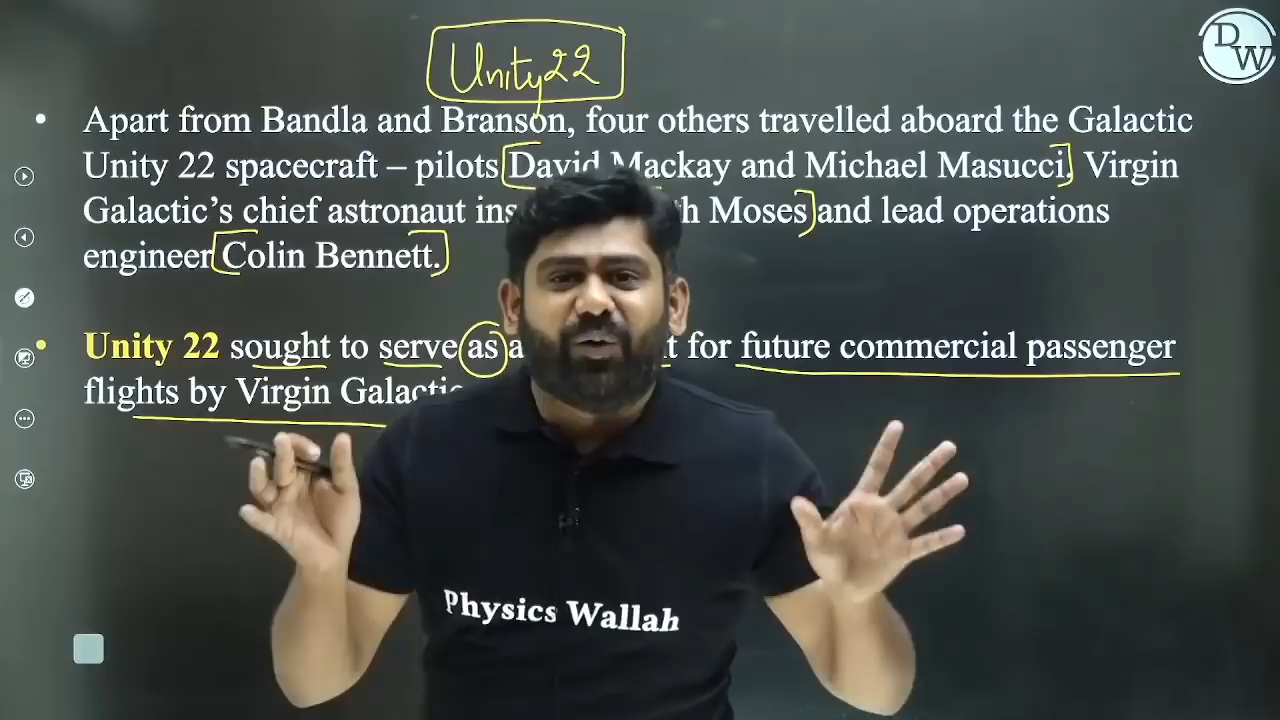 Unity 22
DW
• Apart from Bandla and Branson, four others travelled aboard the Galactic
Unity 22 spacecraft – pilots David Mackay and Michael Masucci. Virgin
Galactic’s chief astronaut Moses and lead operations
engineer Colin Bennett.
• Unity 22 sought to serve as for future commercial passenger
flights by Virgin
Physics Wallah